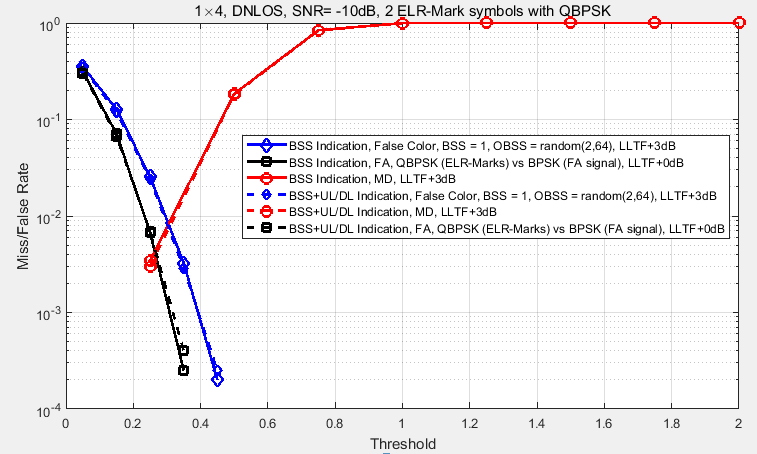 1×4, DNLOS, SNR= -10dB, 2 ELR-Mark symbols with QBPSK
10^0
10^-1
10^-2
10^-3
10^-4
Miss/False Rate
BSS Indication, False Color, BSS = 1, OBSS = random(2,64), LLTF+3dB
BSS Indication, FA, QBPSK (ELR-Marks) vs BPSK (FA signal), LLTF+0dB
BSS Indication, MD, LLTF+3dB
BSS+UL/DL Indication, False Color, BSS = 1, OBSS = random(2,64), LLTF+3dB
BSS+UL/DL Indication, MD, LLTF+3dB
BSS+UL/DL Indication, FA, QBPSK (ELR-Marks) vs BPSK (FA signal), LLTF+0dB
0 0.2 0.4 0.6 0.8 1 1.2 1.4 1.6 1.8 2
Threshold